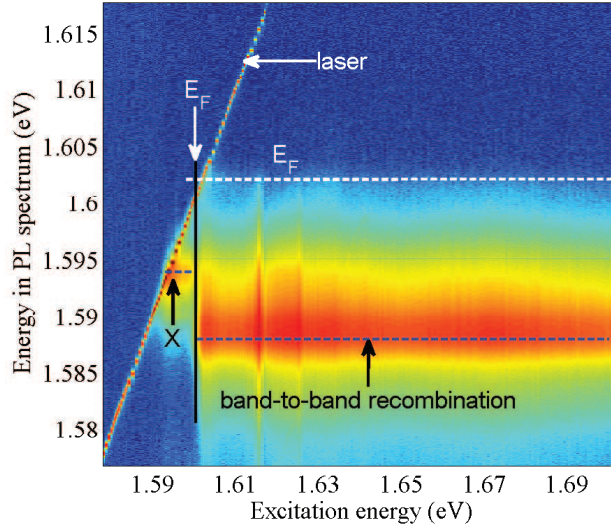 1.615
1.61
1.605
1.6
1.595
1.59
1.585
1.58
Energy in PL spectrum (eV)
laser
E_F
E_F
X
band-to-band recombination
1.59
1.61
1.63
1.65
1.67
1.69
Excitation energy (eV)